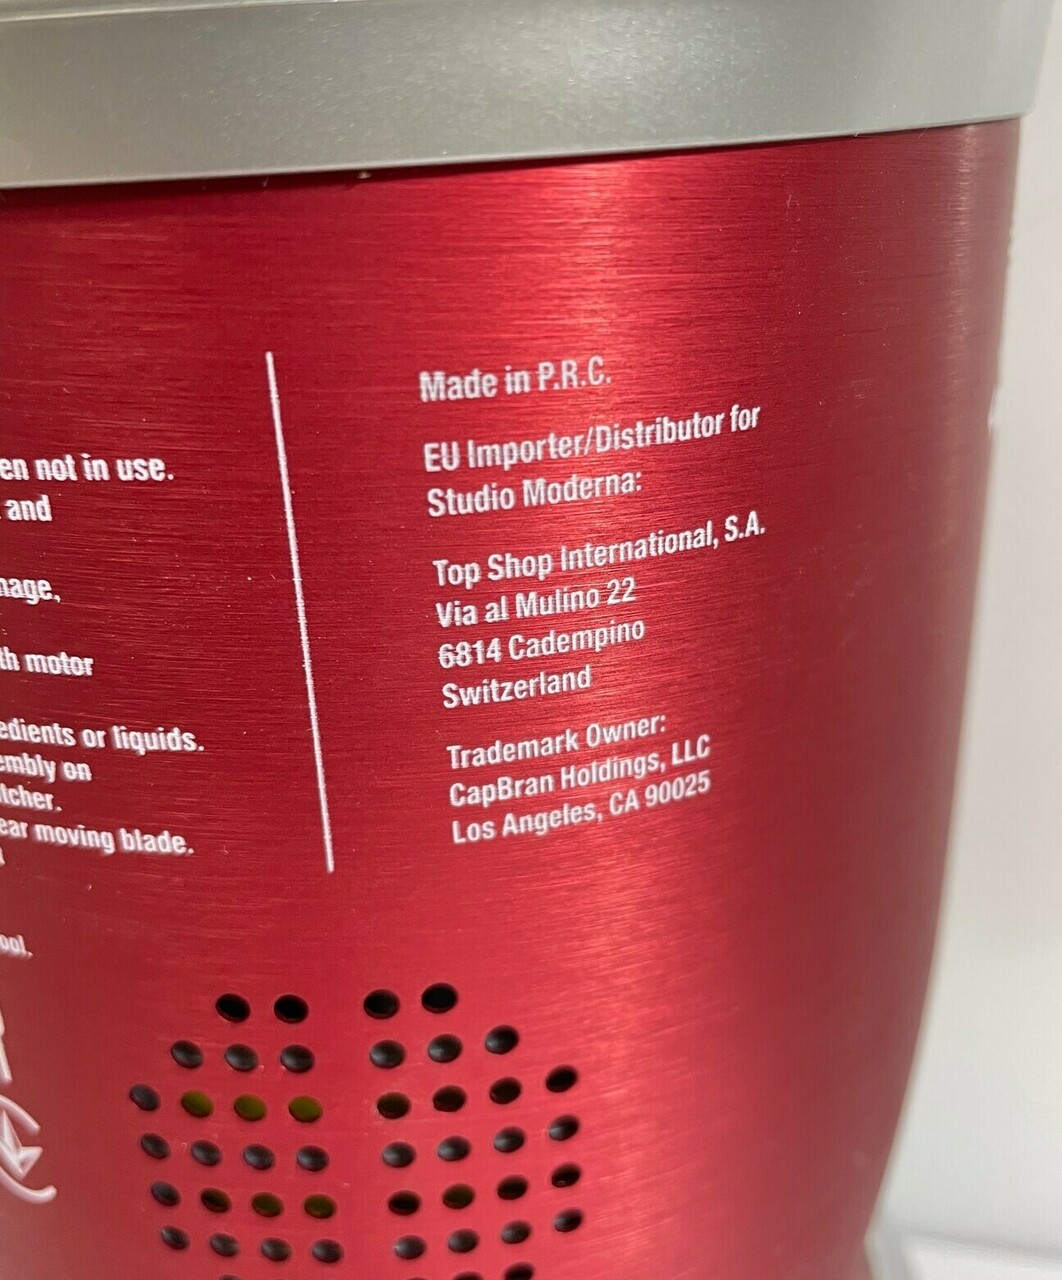 en not in use.
and
nage,
th motor
edients or liquids.
embly on
tcher.
ear moving blade.
ool.
Made in P.R.C.
EU Importer/Distributor for
Studio Moderna:
Top Shop International, S.A.
Via al Mulino 22
6814 Cadempino
Switzerland
Trademark Owner:
CapBran Holdings, LLC
Los Angeles, CA 90025